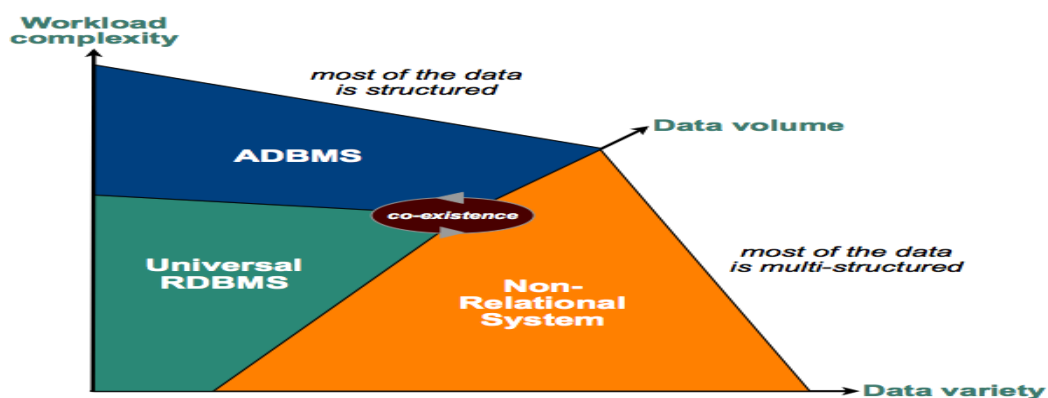 Workload
complexity
most of the data
is structured
Data volume
ADBMS
co-existence
most of the data
is multi-structured
Universal
RDBMS
Non-
Relational
System
Data variety